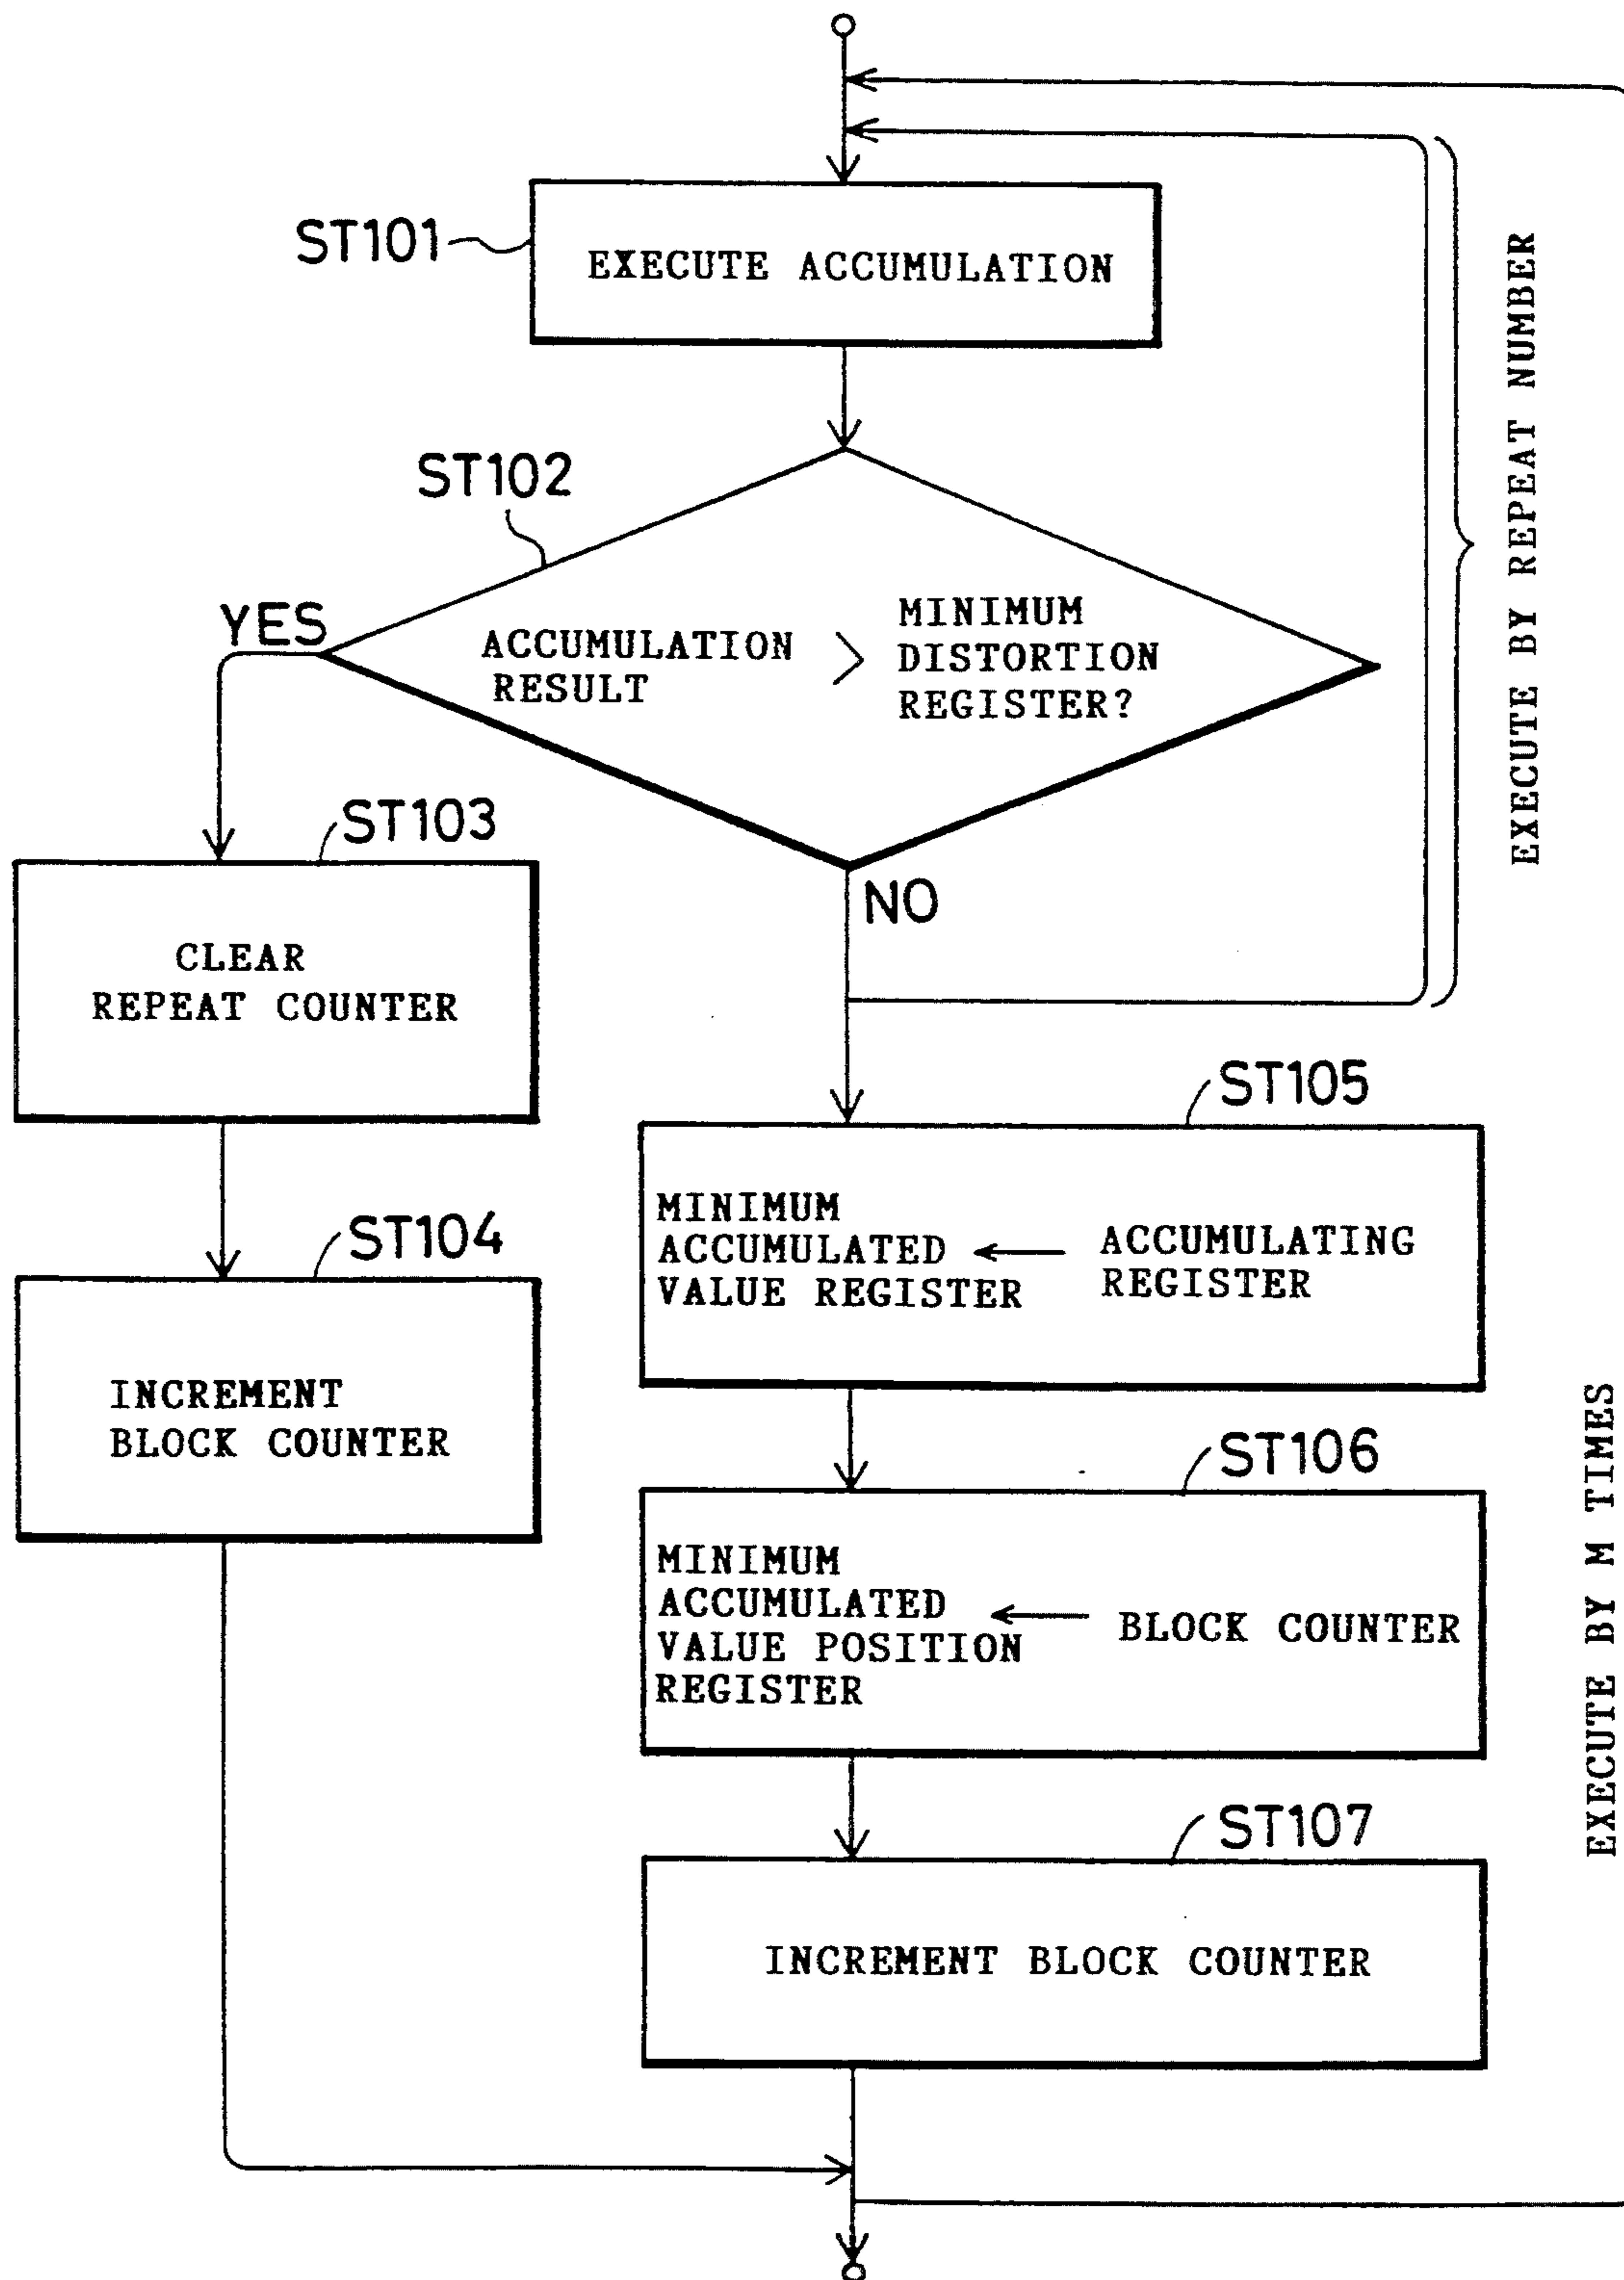 ST101
EXECUTE ACCUMULATION
EXECUTE BY REPEAT NUMBER
ST102
YES
ACCUMULATION
RESULT
>
MINIMUM
DISTORTION
REGISTER?
NO
ST103
CLEAR
REPEAT COUNTER
ST104
INCREMENT
BLOCK COUNTER
ST105
MINIMUM
ACCUMULATED
VALUE REGISTER
ACCUMULATING
REGISTER
ST106
MINIMUM
ACCUMULATED
VALUE POSITION
REGISTER
BLOCK COUNTER
ST107
INCREMENT BLOCK COUNTER
EXECUTE BY M TIMES